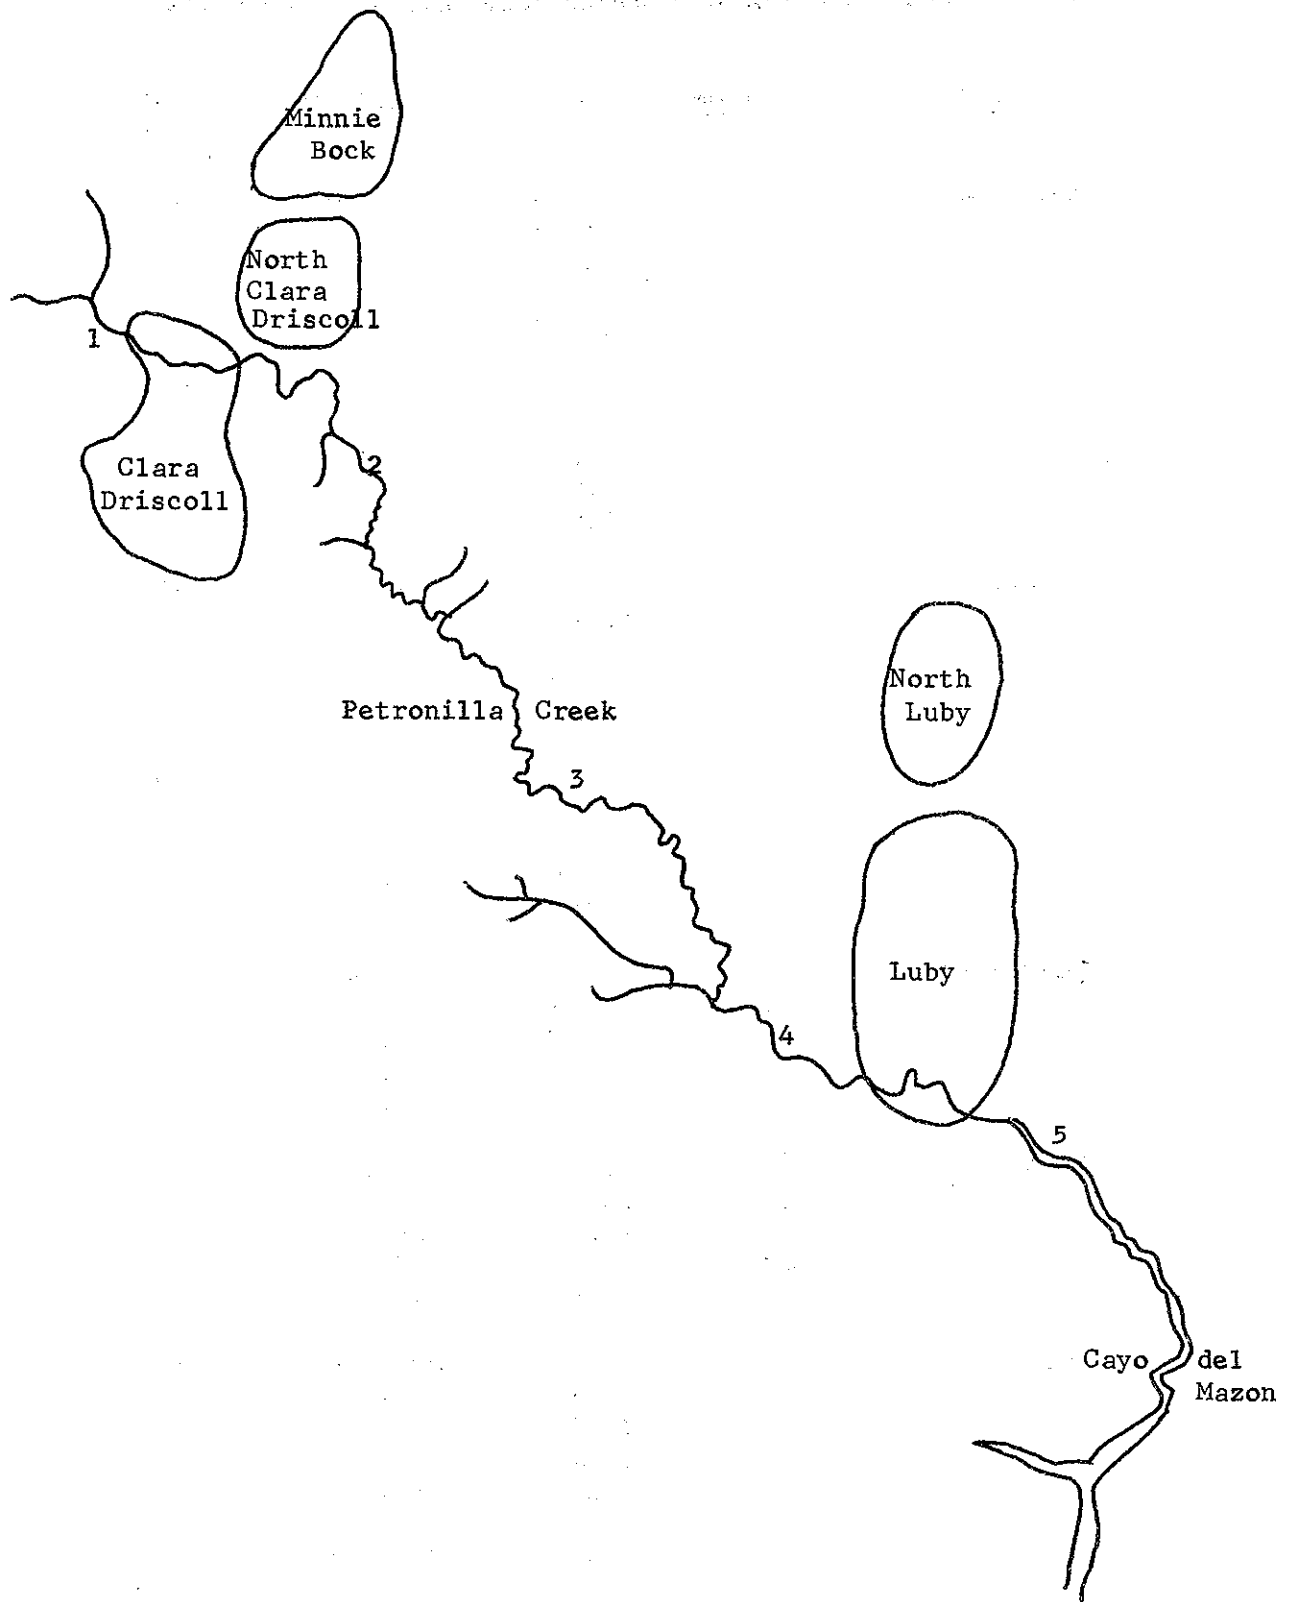 Minnie
Bock
North
Clara
Driscoll
1
Clara
Driscoll
2
North
Luby
Petronilla Creek
3
Luby
4
5
Cayo del
Mazon